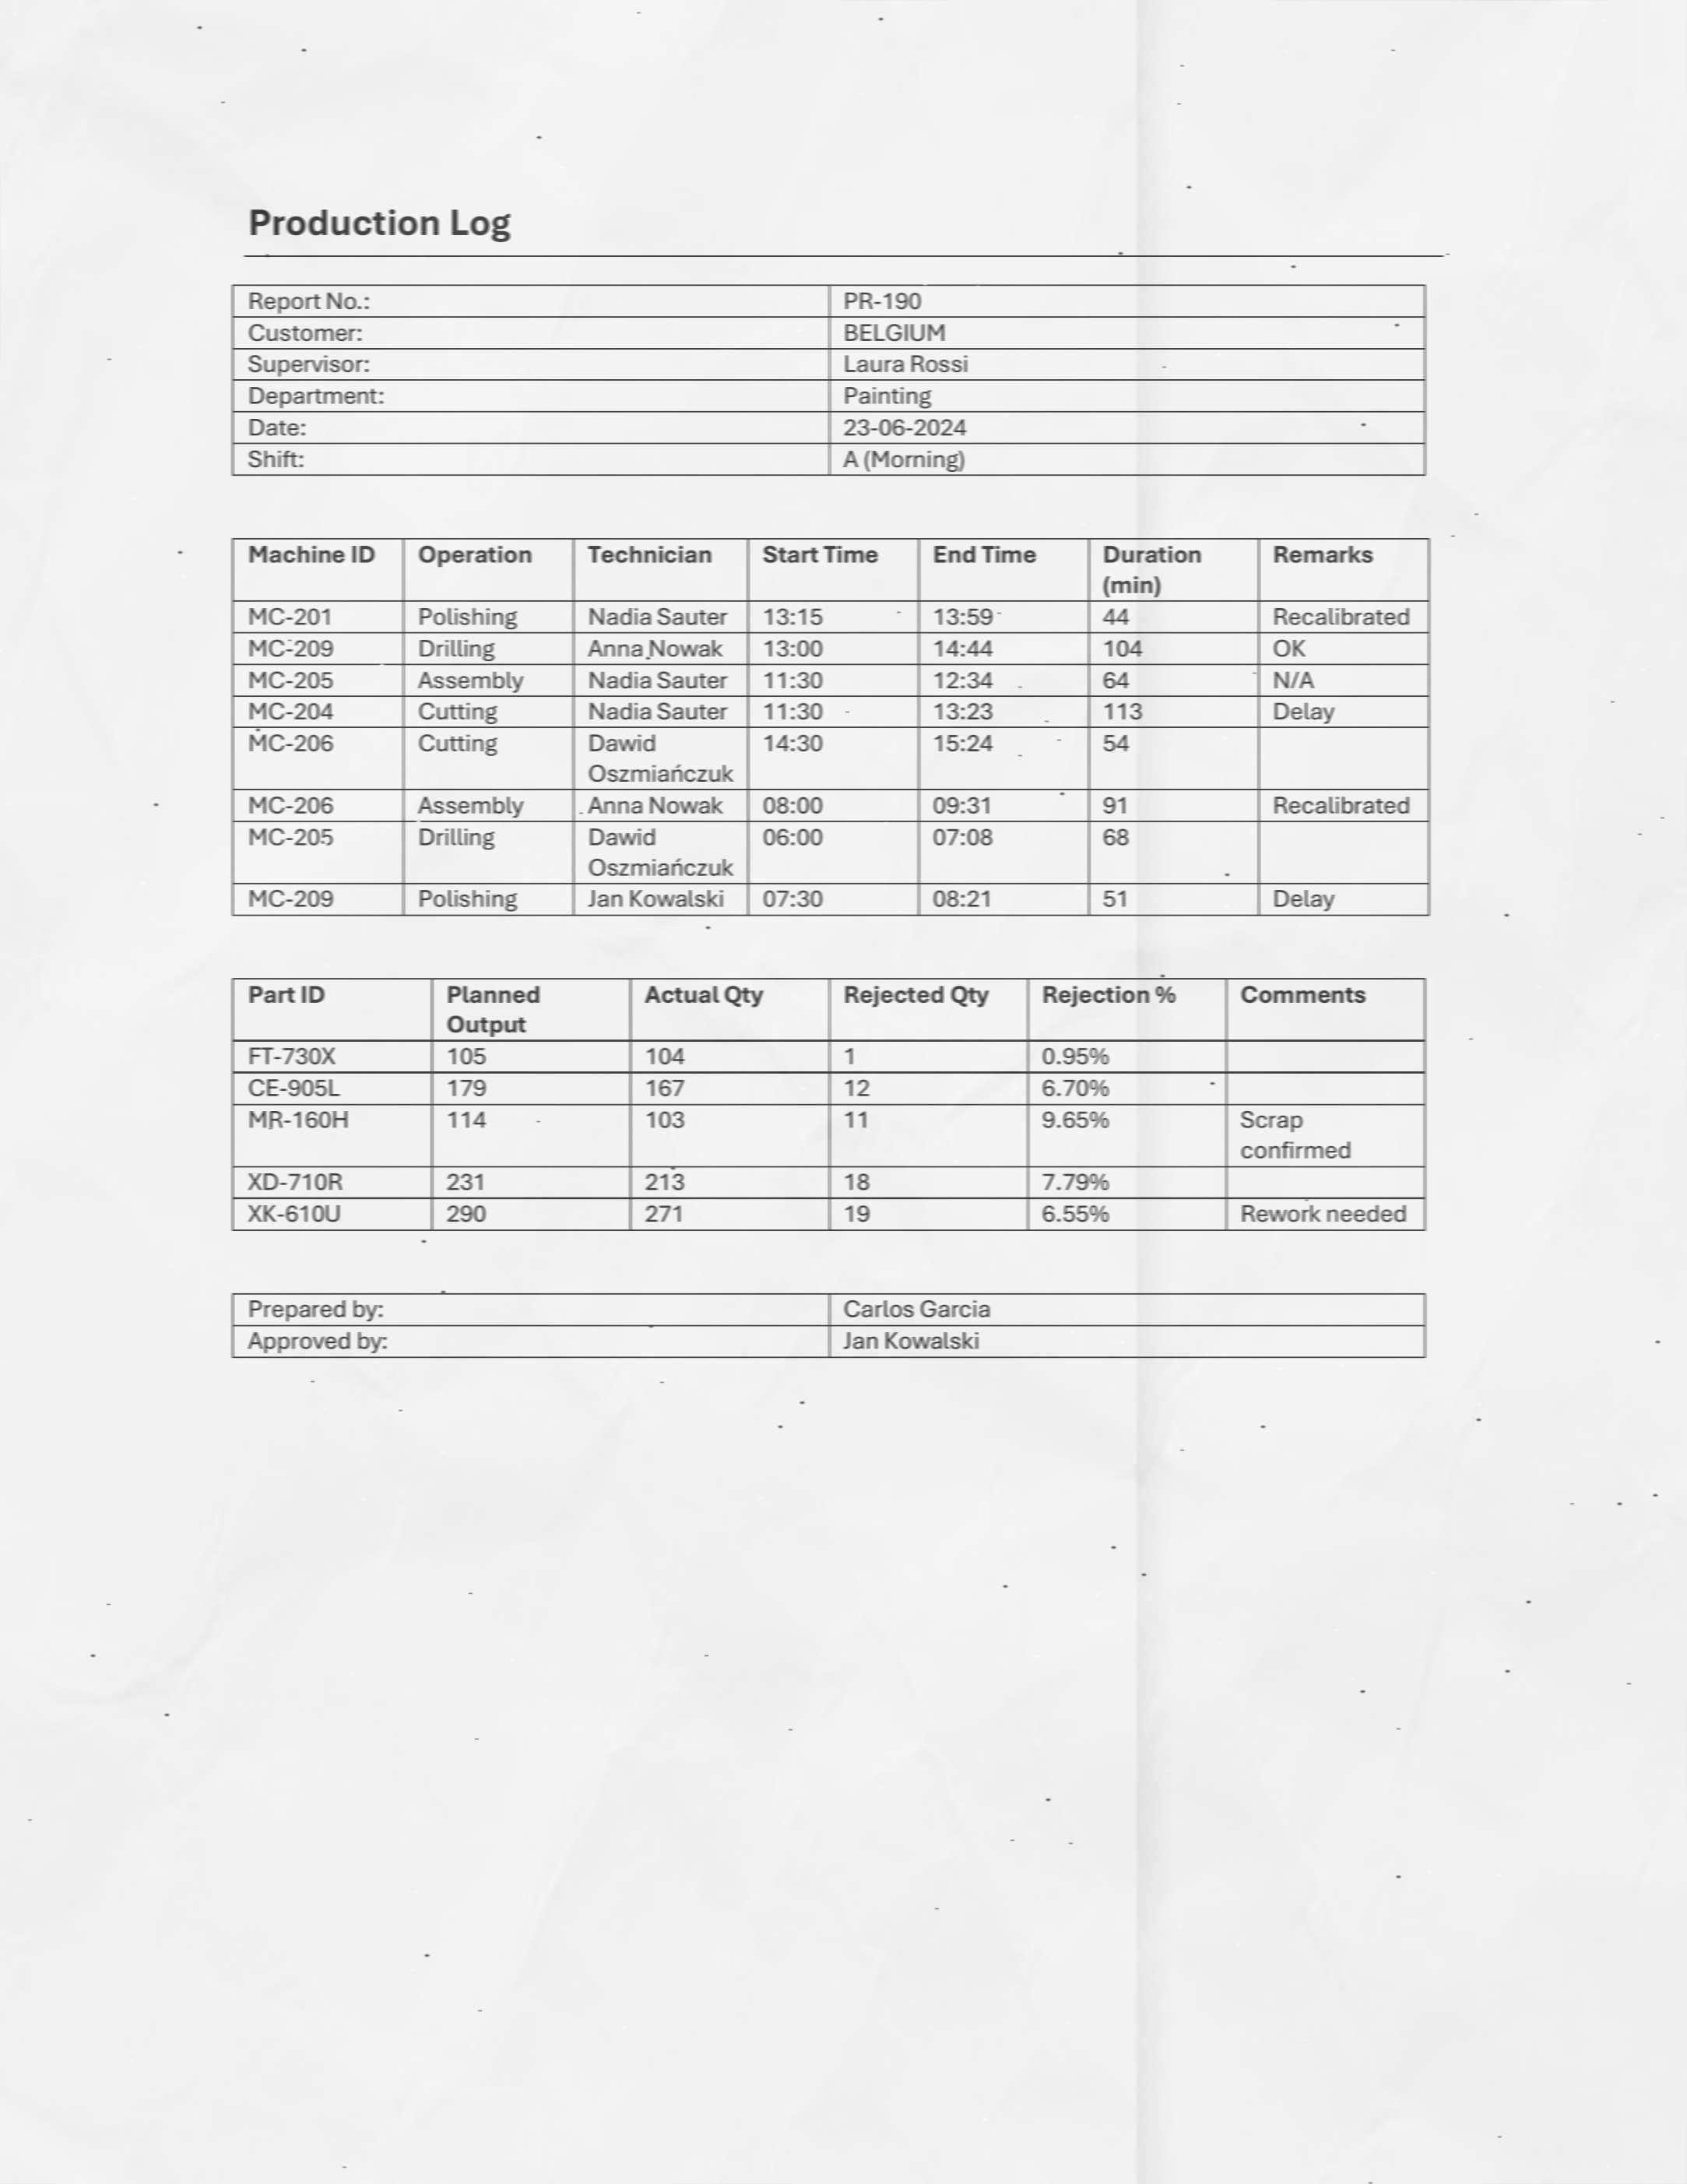 Production Log
Report No.: PR-190
Customer: BELGIUM
Supervisor: Laura Rossi
Department: Painting
Date: 23-06-2024
Shift: A (Morning)
Machine ID Operation Technician Start Time End Time Duration (min) Remarks
MC-201 Polishing Nadia Sauter 13:15 13:59 44 Recalibrated
MC-209 Drilling Anna Nowak 13:00 14:44 104 OK
MC-205 Assembly Nadia Sauter 11:30 12:34 64 N/A
MC-204 Cutting Nadia Sauter 11:30 13:23 113 Delay
MC-206 Cutting Dawid Oszmiańczuk 14:30 15:24 54
MC-206 Assembly Anna Nowak 08:00 09:31 91 Recalibrated
MC-205 Drilling Dawid Oszmiańczuk 06:00 07:08 68
MC-209 Polishing Jan Kowalski 07:30 08:21 51 Delay
Part ID Planned Output Actual Qty Rejected Qty Rejection % Comments
FT-730X 105 104 1 0.95%
CE-905L 179 167 12 6.70%
MR-160H 114 103 11 9.65% Scrap confirmed
XD-710R 231 213 18 7.79%
XK-610U 290 271 19 6.55% Rework needed
Prepared by: Carlos Garcia
Approved by: Jan Kowalski